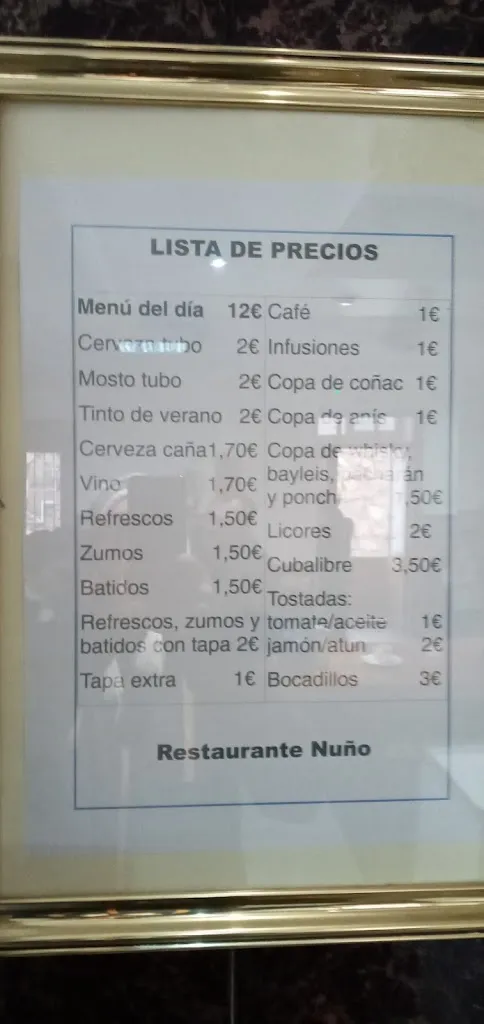 LISTA DE PRECIOS
Menú del día 12€
Cerveza tubo 2€
Mosto tubo 2€
Tinto de verano 2€
Cerveza caña 1,70€
Vino 1,70€
Refrescos 1,50€
Zumos 1,50€
Batidos 1,50€
Refrescos, zumos y
batidos con tapa 2€
Tapa extra 1€
Café 1€
Infusiones 1€
Copa de coñac 1€
Copa de anís 1€
Copa de whisky,
bayleis, pacharán
y ponch ,50€
Licores 2€
Cubalibre 3,50€
Tostadas:
tomate/aceite 1€
jamón/atun 2€
Bocadillos 3€
Restaurante Nuño